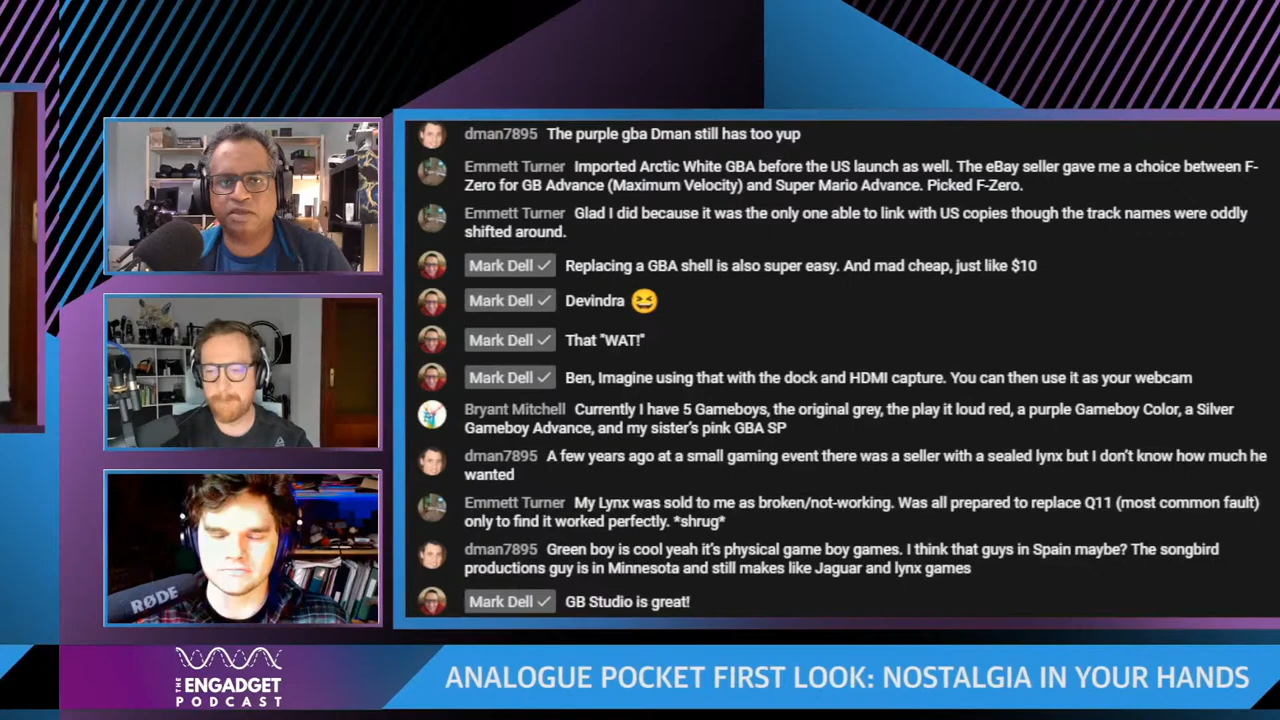 dman7895 The purple gba Dman still has too yup
Emmett Turner Imported Arctic White GBA before the US launch as well. The eBay seller gave me a choice between F-
Zero for GB Advance (Maximum Velocity) and Super Mario Advance. Picked F-Zero.
Emmett Turner Glad I did because it was the only one able to link with US copies though the track names were oddly
shifted around.
Mark Dell ✓ Replacing a GBA shell is also super easy. And mad cheap, just like $10
Mark Dell ✓ Devindra 😆
Mark Dell ✓ That "WAT!"
Mark Dell ✓ Ben, Imagine using that with the dock and HDMI capture. You can then use it as your webcam
Bryant Mitchell Currently I have 5 Gameboys, the original grey, the play it loud red, a purple Gameboy Color, a Silver
Gameboy Advance, and my sister's pink GBA SP
dman7895 A few years ago at a small gaming event there was a seller with a sealed lynx but I don't know how much he
wanted
Emmett Turner My Lynx was sold to me as broken/not-working. Was all prepared to replace Q11 (most common fault)
only to find it worked perfectly. *shrug*
dman7895 Green boy is cool yeah it's physical game boy games. I think that guys in Spain maybe? The songbird
productions guy is in Minnesota and still makes like Jaguar and lynx games
Mark Dell ✓ GB Studio is great!
RØDE
THE
ENGADGET
PODCAST
ANALOGUE POCKET FIRST LOOK: NOSTALGIA IN YOUR HANDS